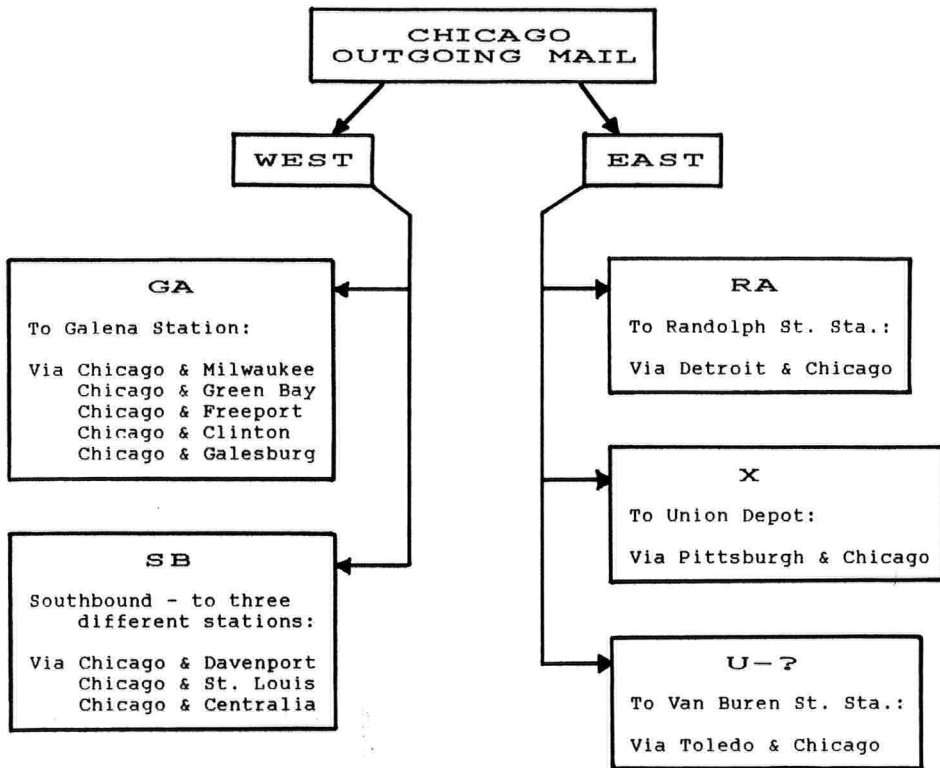 CHICAGO
OUTGOING MAIL
WEST
EAST
GA
To Galena Station:
Via Chicago & Milwaukee
Chicago & Green Bay
Chicago & Freeport
Chicago & Clinton
Chicago & Galesburg
SB
Southbound - to three
different stations:
Via Chicago & Davenport
Chicago & St. Louis
Chicago & Centralia
RA
To Randolph St. Sta.:
Via Detroit & Chicago
X
To Union Depot:
Via Pittsburgh & Chicago
U-?
To Van Buren St. Sta.:
Via Toledo & Chicago